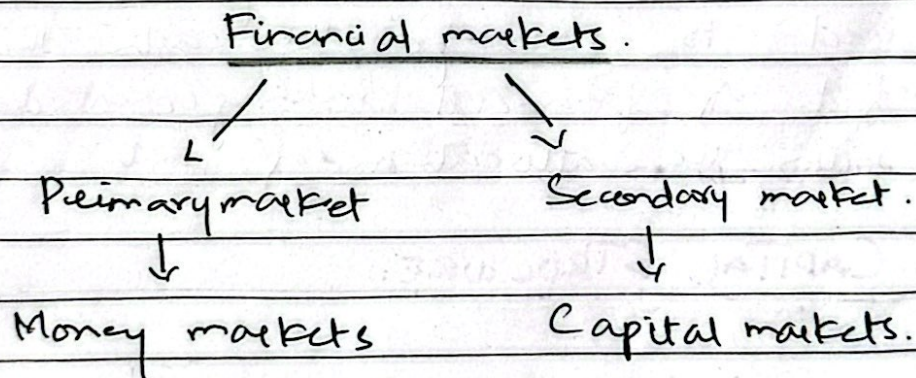 Financial markets.
Primary market Secondary market.
Money markets Capital markets.